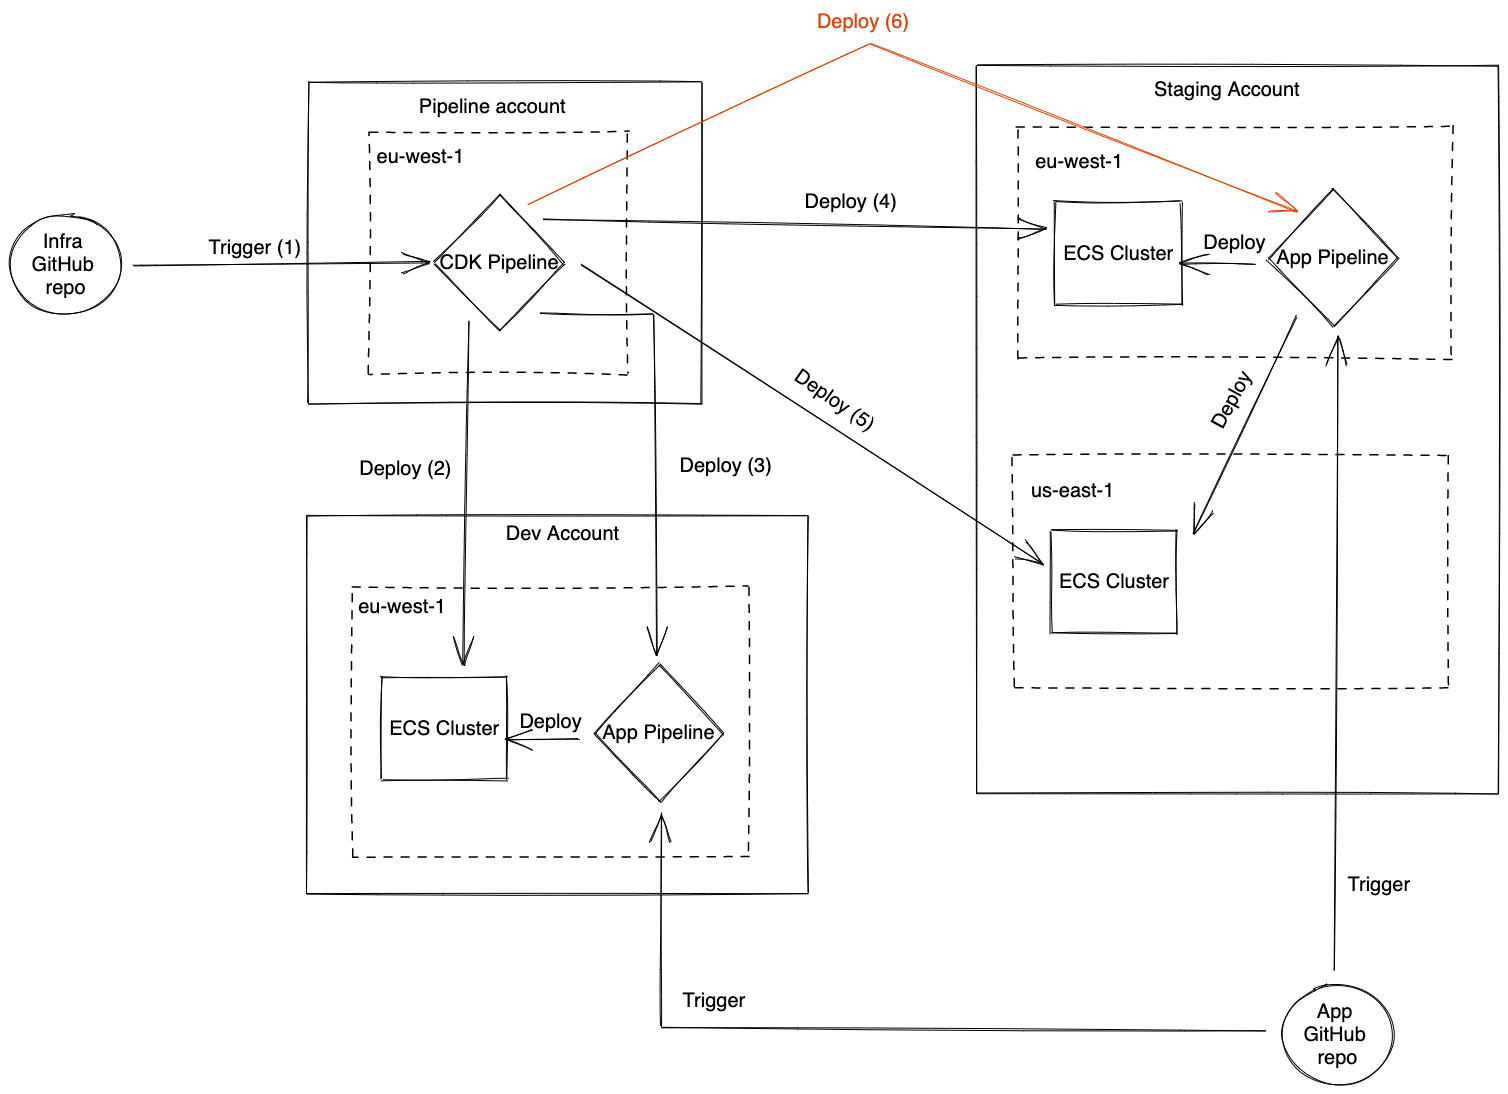 Deploy (6)
Pipeline account
eu-west-1
Infra
GitHub
repo
Trigger (1)
CDK Pipeline
Deploy (4)
Staging Account
eu-west-1
ECS Cluster
Deploy
App Pipeline
Deploy (5)
Deploy
Deploy (2)
Deploy (3)
us-east-1
ECS Cluster
Dev Account
eu-west-1
ECS Cluster
Deploy
App Pipeline
Trigger
Trigger
App
GitHub
repo